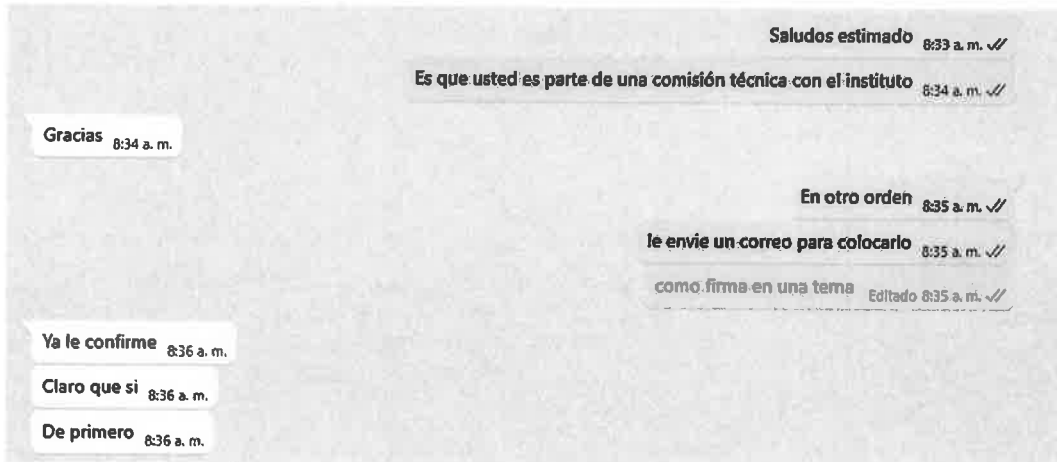 Saludos estimado 8:33 a. m.
Es que usted es parte de una comisión técnica con el instituto 8:34 a. m.
Gracias 8:34 a. m.
En otro orden 8:35 a. m.
le envie un correo para colocarlo 8:35 a. m.
como firma en una terna Editado 8:35 a. m.
Ya le confirme 8:36 a. m.
Claro que si 8:36 a. m.
De primero 8:36 a. m.